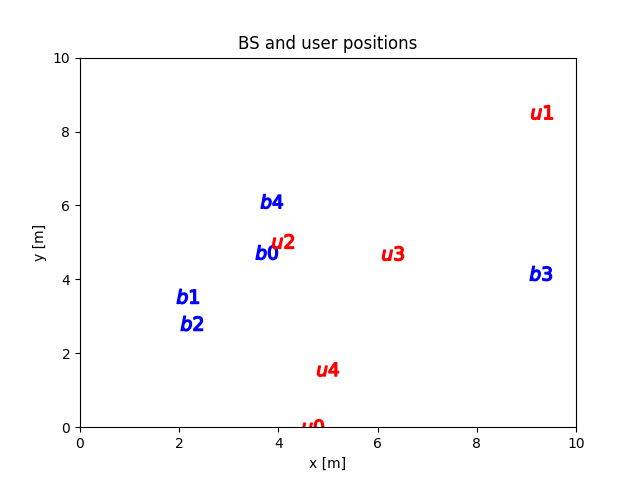 BS and user positions
10
u1
8
b4
6
u2
b0
u3
y [m]
b3
4
b1
b2
2
u4
u0
0
0 2 4 6 8 10
x [m]